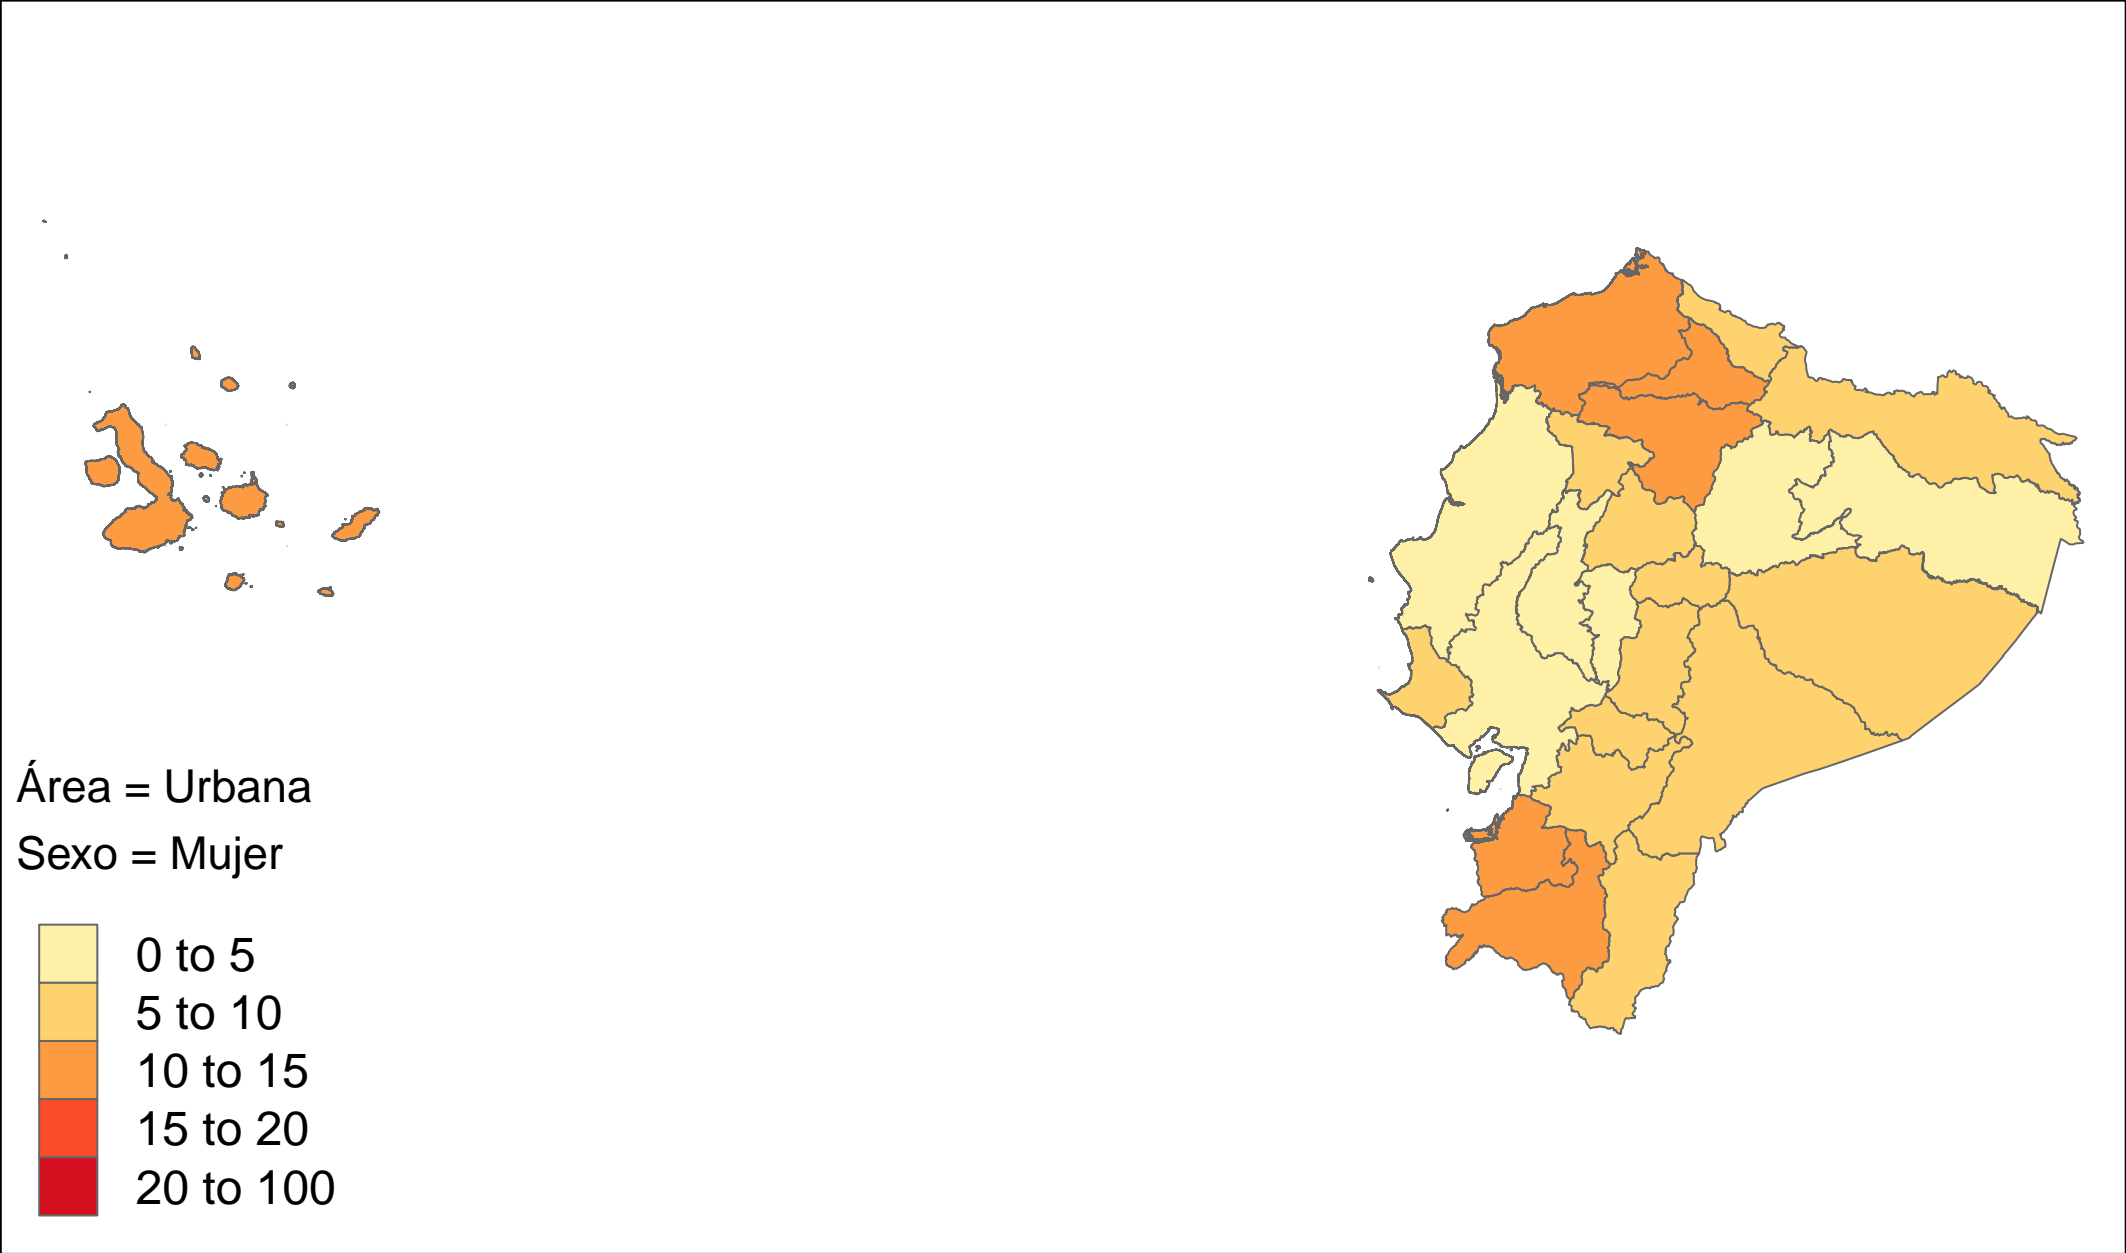 Área = Urbana
Sexo = Mujer
0 to 5
5 to 10
10 to 15
15 to 20
20 to 100